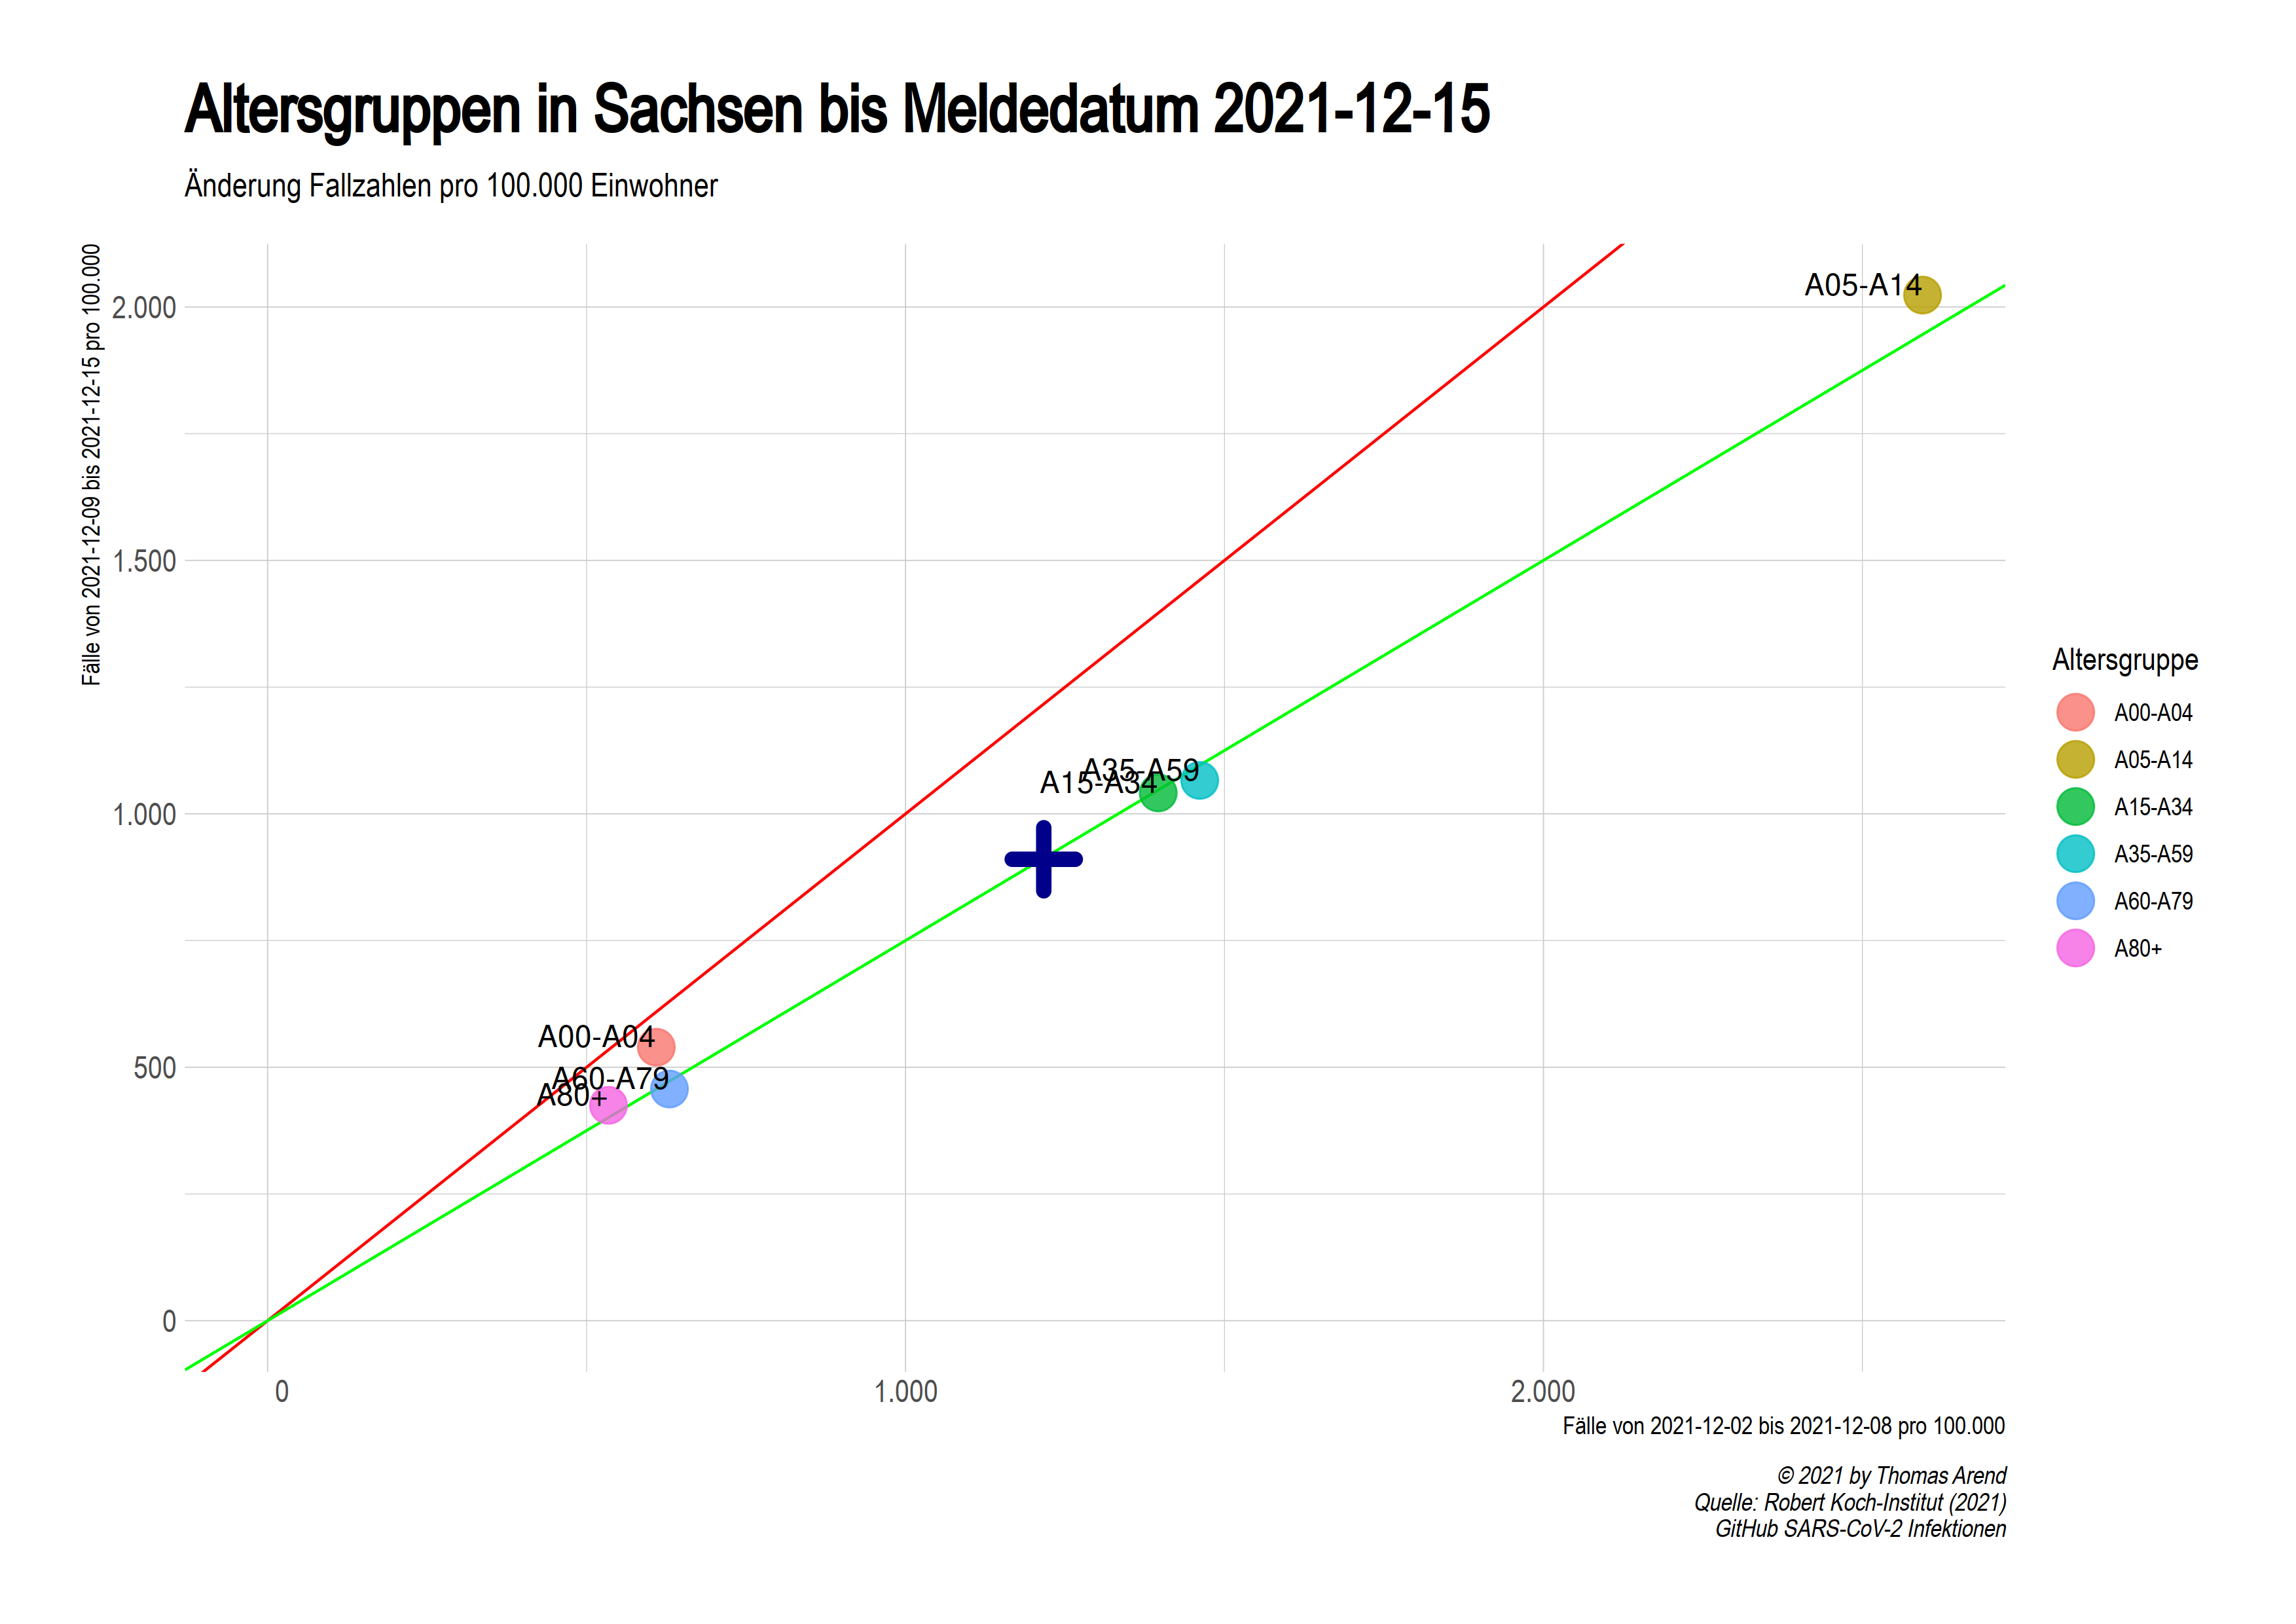 Altersgruppen in Sachsen bis Meldedatum 2021-12-15
Änderung Fallzahlen pro 100.000 Einwohner
Fälle von 2021-12-09 bis 2021-12-15 pro 100.000
2.000
1.500
1.000
500
0
A05-A14
A35-A59
A15-A34
A00-A04
A60-A79
A80+
0
1.000
2.000
Fälle von 2021-12-02 bis 2021-12-08 pro 100.000
Altersgruppe
A00-A04
A05-A14
A15-A34
A35-A59
A60-A79
A80+
© 2021 by Thomas Arend
Quelle: Robert Koch-Institut (2021)
GitHub SARS-CoV-2 Infektionen